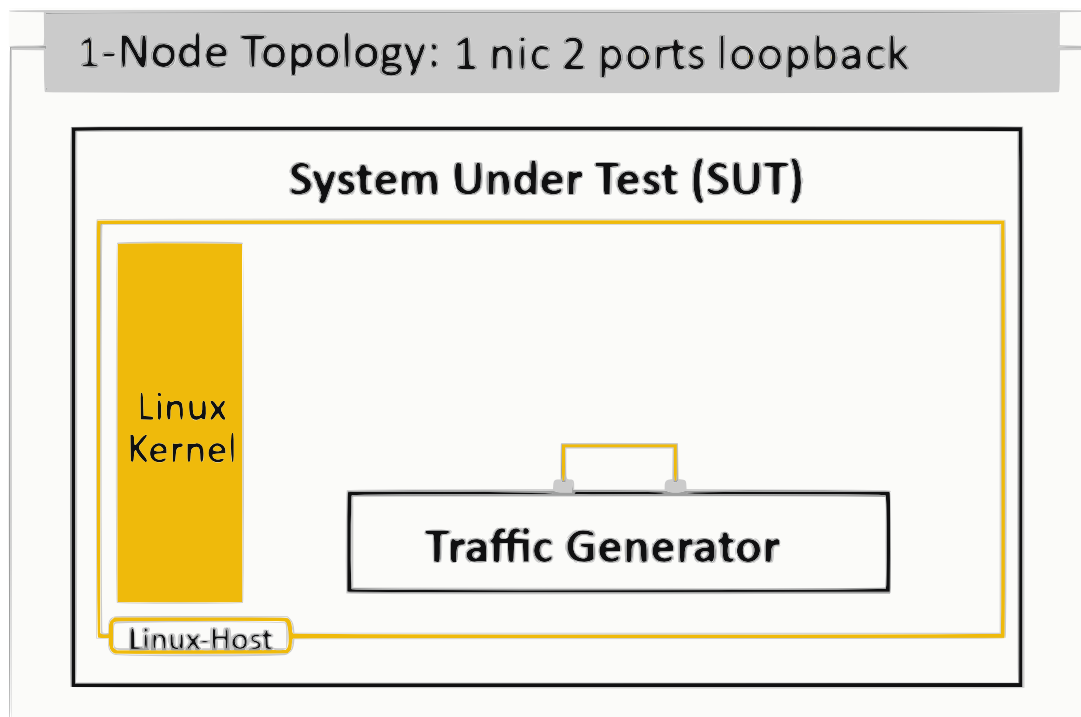 1-Node Topology: 1 nic 2 ports loopback
System Under Test (SUT)
Linux
Kernel
Traffic Generator
Linux-Host